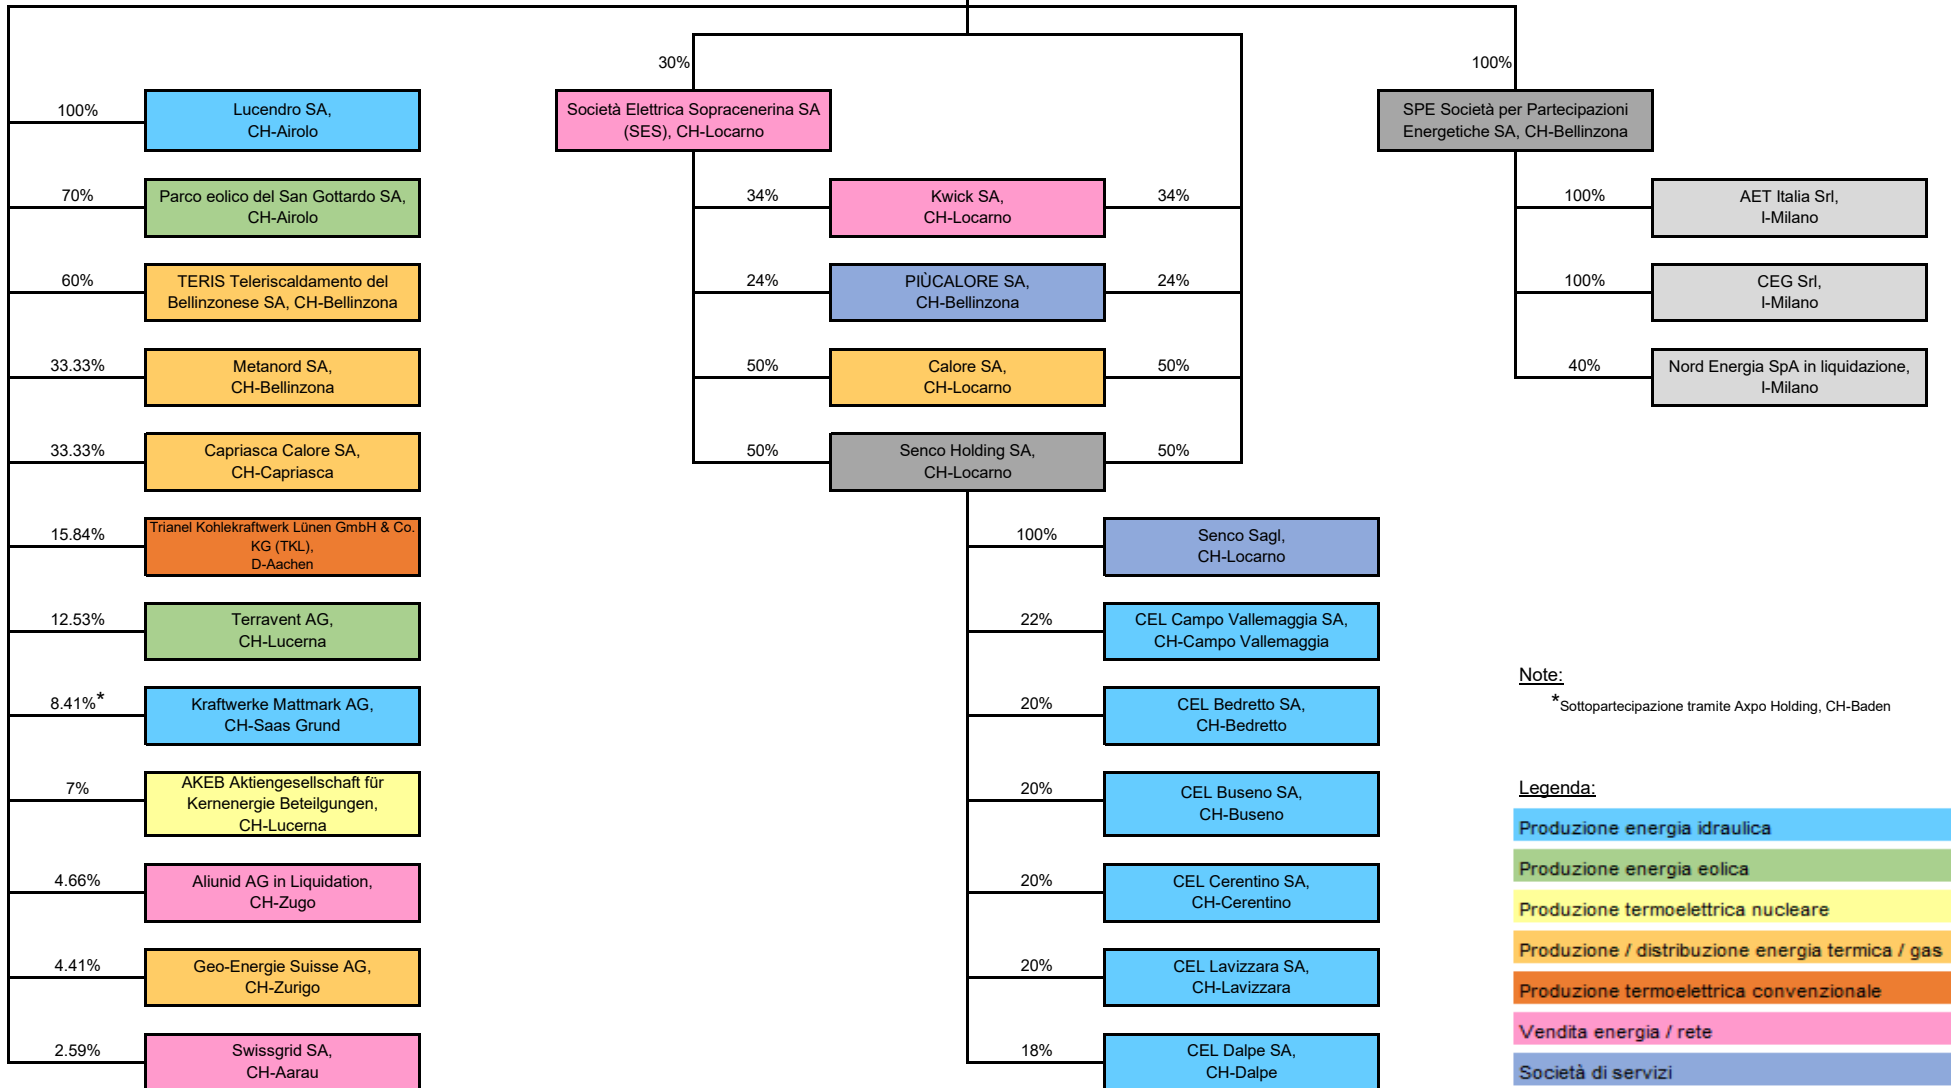 100%
Lucendro SA,
CH-Airolo
70%
Parco eolico del San Gottardo SA,
CH-Airolo
60%
TERIS Teleriscaldamento del
Bellinzonese SA, CH-Bellinzona
33.33%
Metanord SA,
CH-Bellinzona
33.33%
Capriasca Calore SA,
CH-Capriasca
15.84%
Trianel Kohlekraftwerk Lünen GmbH & Co.
KG (TKL),
D-Aachen
12.53%
Terravent AG,
CH-Lucerna
8.41%*
Kraftwerke Mattmark AG,
CH-Saas Grund
7%
AKEB Aktiengesellschaft für
Kernenergie Beteilgungen,
CH-Lucerna
4.66%
Aliunid AG in Liquidation,
CH-Zugo
4.41%
Geo-Energie Suisse AG,
CH-Zurigo
2.59%
Swissgrid SA,
CH-Aarau
30%
Società Elettrica Sopracenerina SA
(SES), CH-Locarno
34%
Kwick SA,
CH-Locarno
34%
24%
PIÙCALORE SA,
CH-Bellinzona
24%
50%
Calore SA,
CH-Locarno
50%
50%
Senco Holding SA,
CH-Locarno
50%
100%
Senco Sagl,
CH-Locarno
22%
CEL Campo Vallemaggia SA,
CH-Campo Vallemaggia
20%
CEL Bedretto SA,
CH-Bedretto
20%
CEL Buseno SA,
CH-Buseno
20%
CEL Cerentino SA,
CH-Cerentino
20%
CEL Lavizzara SA,
CH-Lavizzara
18%
CEL Dalpe SA,
CH-Dalpe
100%
SPE Società per Partecipazioni
Energetiche SA, CH-Bellinzona
100%
AET Italia Srl,
I-Milano
100%
CEG Srl,
I-Milano
40%
Nord Energia SpA in liquidazione,
I-Milano
Note:
*Sottopartecipazione tramite Axpo Holding, CH-Baden
Legenda:
Produzione energia idraulica
Produzione energia eolica
Produzione termoelettrica nucleare
Produzione / distribuzione energia termica / gas
Produzione termoelettrica convenzionale
Vendita energia / rete
Società di servizi